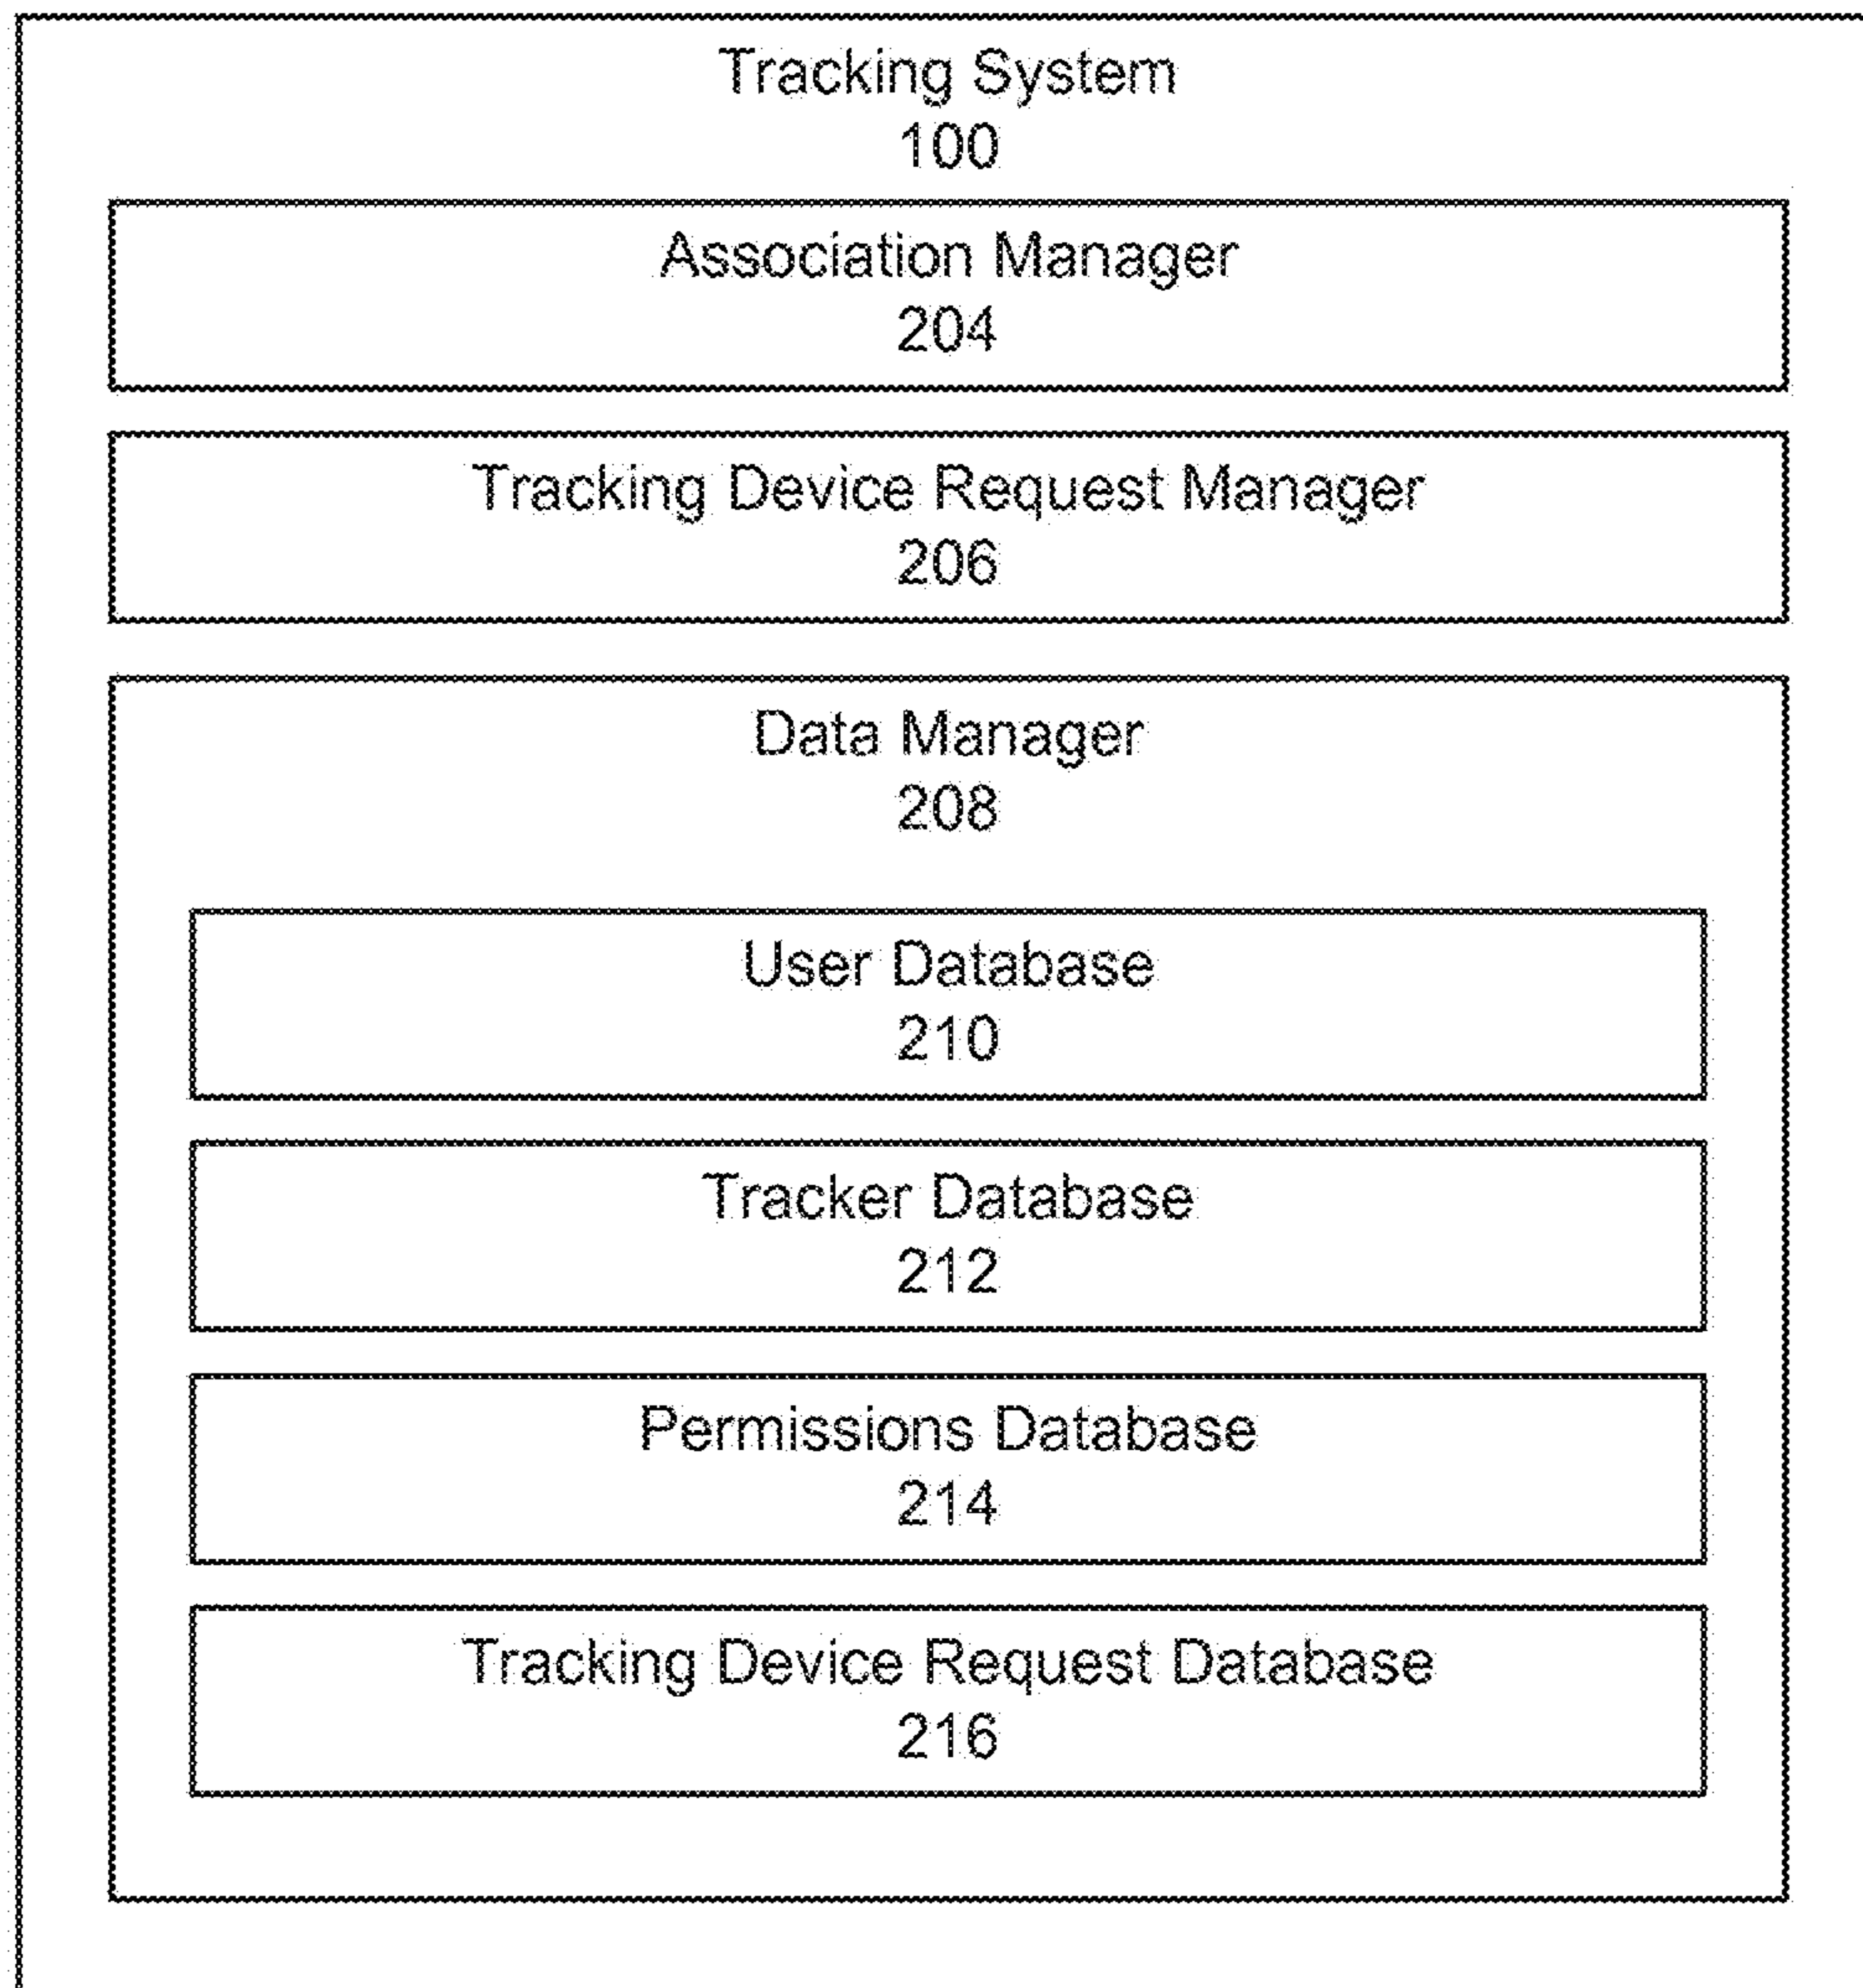 Tracking System
100
Association Manager
204
Tracking Device Request Manager
206
Data Manager
208
User Database
210
Tracker Database
212
Permissions Database
214
Tracking Device Request Database
216